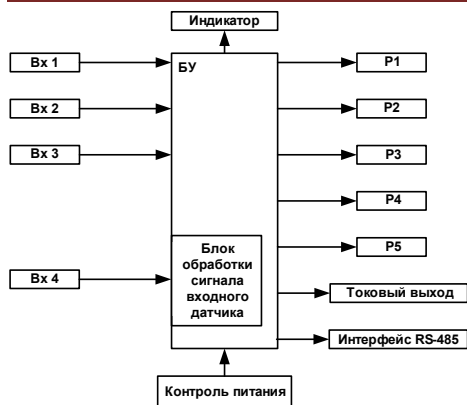 Индикатор
БУ
Вх 1
Р1
Вх 2
Р2
Вх 3
Р3
Р4
Р5
Блок
обработки
сигнала
входного
датчика
Вх 4
Токовый выход
Интерфейс RS-485
Контроль питания